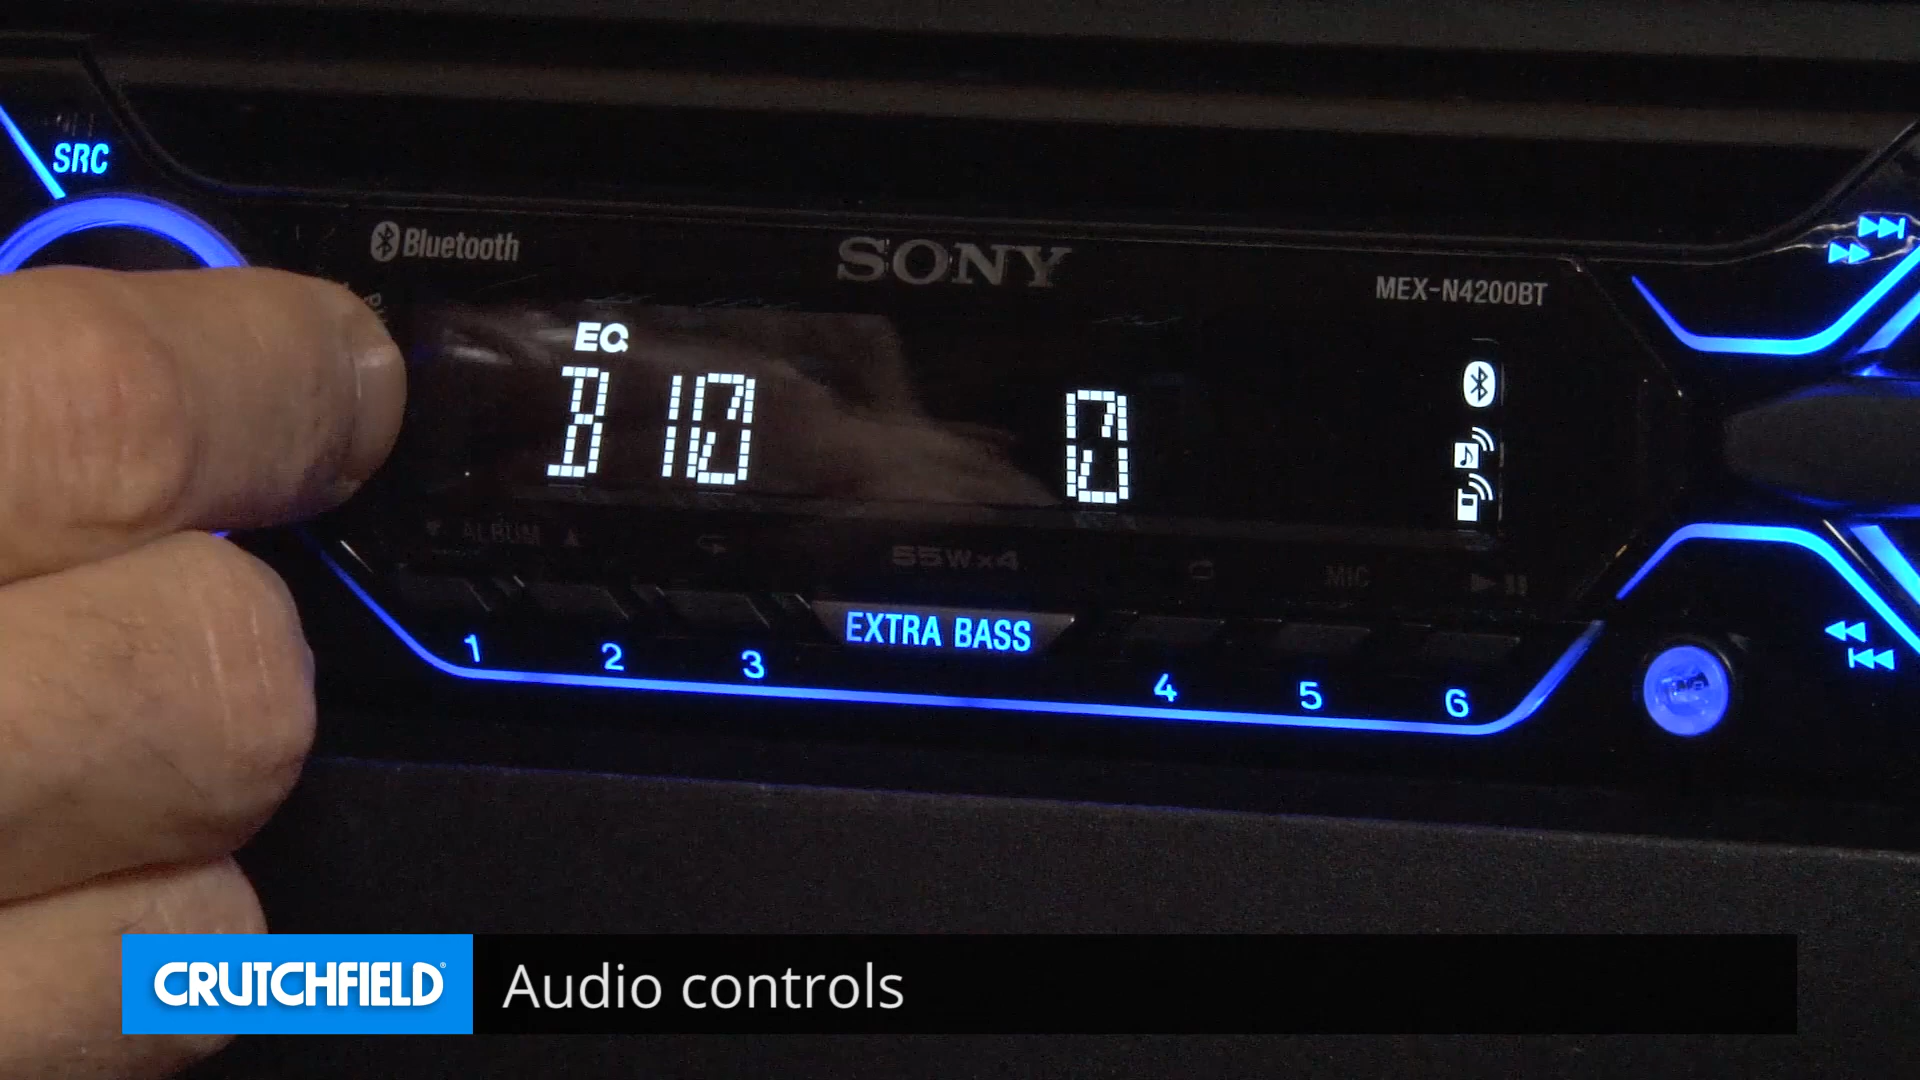 SRC
Bluetooth
SONY
MEX-N4200BT
EQ
B10 0
ALBUM
55W×4
MIC
EXTRA BASS
1 2 3 4 5 6
CRUTCHFIELD®
Audio controls